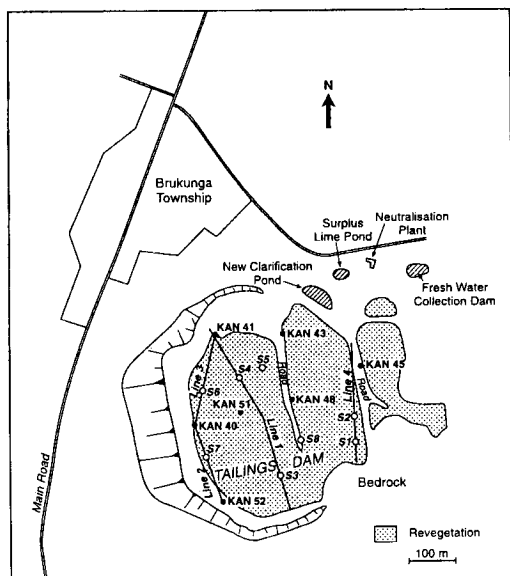 N
Brukunga
Township
Surplus
Lime Pond
Neutralisation
Plant
New Clarification
Pond
Fresh Water
Collection Dam
KAN 41
KAN 43
KAN 45
Line 3
S4
S5
Road
Line 4
Road
S6
KAN 51
KAN 48
KAN 40
Line 1
S2
S8
S1
S7
TAILINGS DAM
Line 2
S3
KAN 52
Bedrock
Main Road
Revegetation
100 m